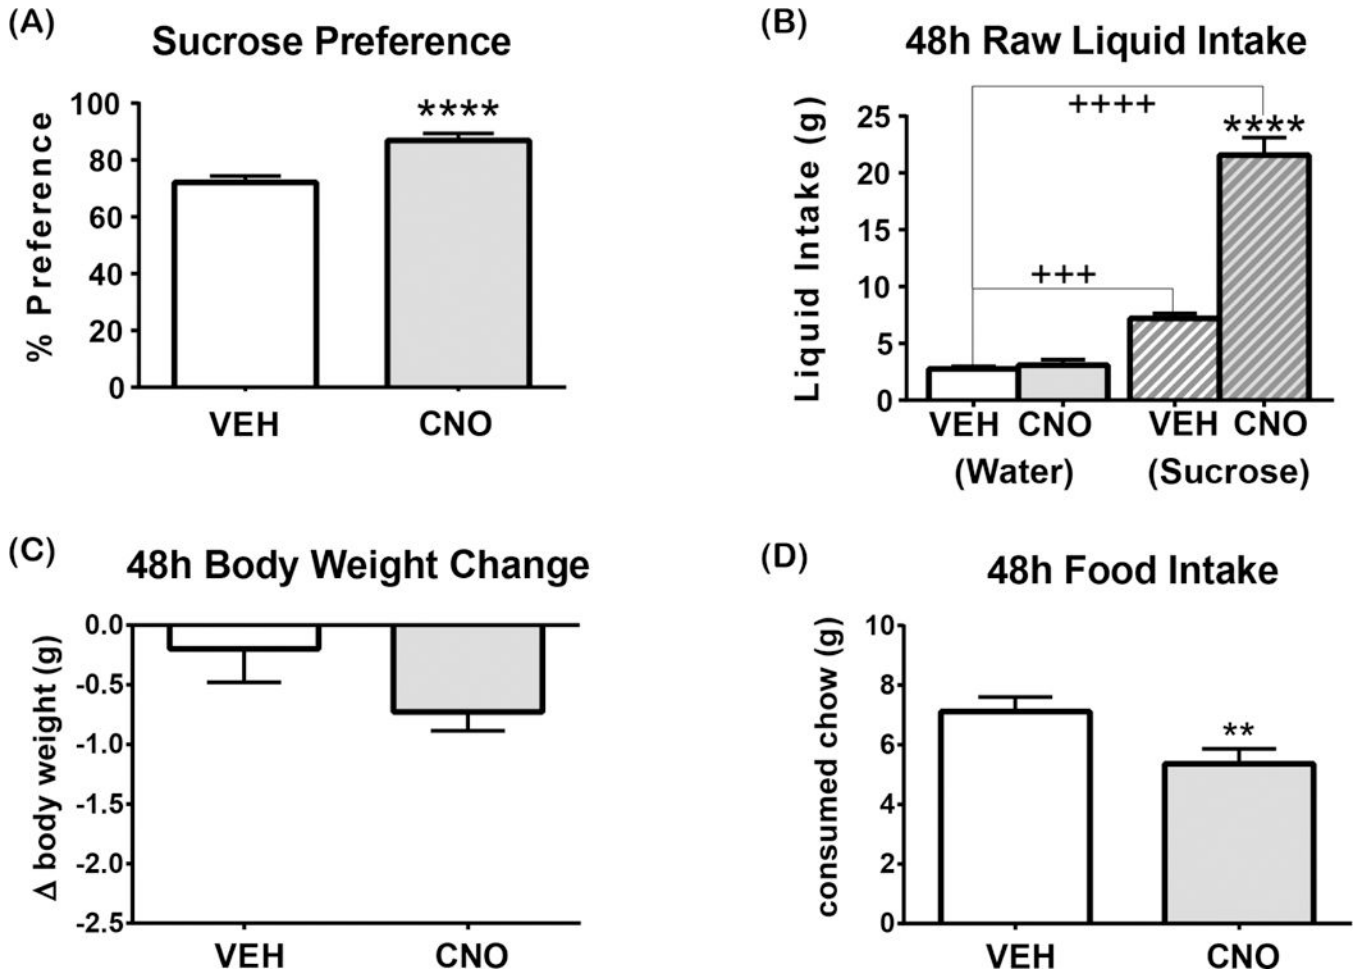 (A)
Sucrose Preference
% Preference
100
80
60
40
20
0
****
VEH CNO
(B)
48h Raw Liquid Intake
Liquid Intake (g)
25
20
15
10
5
0
++++
****
+++
VEH CNO VEH CNO
(Water) (Sucrose)
(C)
48h Body Weight Change
Δ body weight (g)
0.0
-0.5
-1.0
-1.5
-2.0
-2.5
VEH CNO
(D)
48h Food Intake
consumed chow (g)
10
8
6
4
2
0
**
VEH CNO